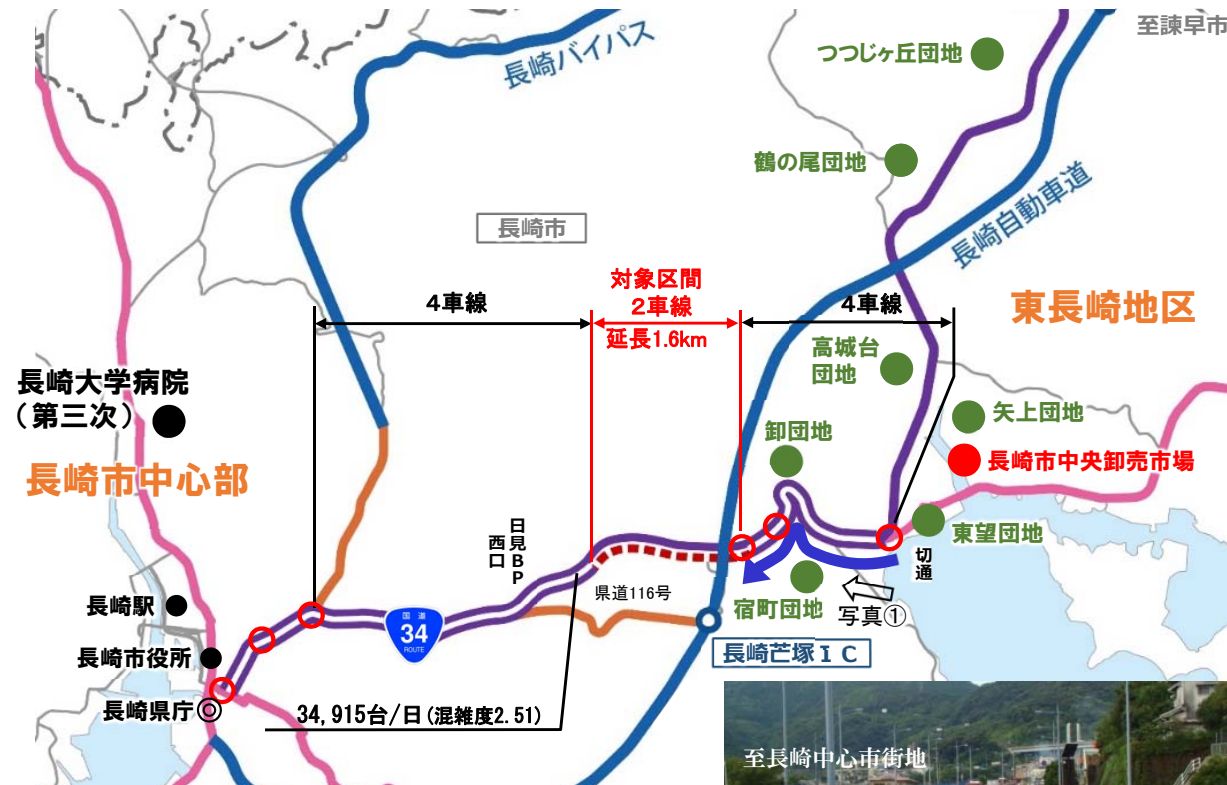 至諫早市
長崎バイパス
つつじヶ丘団地
鶴の尾団地
長崎自動車道
長崎市
対象区間
2車線
延長1.6km
4車線
4車線
東長崎地区
高城台
団地
長崎大学病院
(第三次)
矢上団地
卸団地
長崎市中央卸売市場
長崎市中心部
日見BP
西口
東望団地
切通
県道116号
宿町団地
写真①
長崎駅
国道
34
ROUTE
長崎市役所
長崎芒塚IC
長崎県庁
34,915台/日(混雑度2.51)
至長崎中心市街地